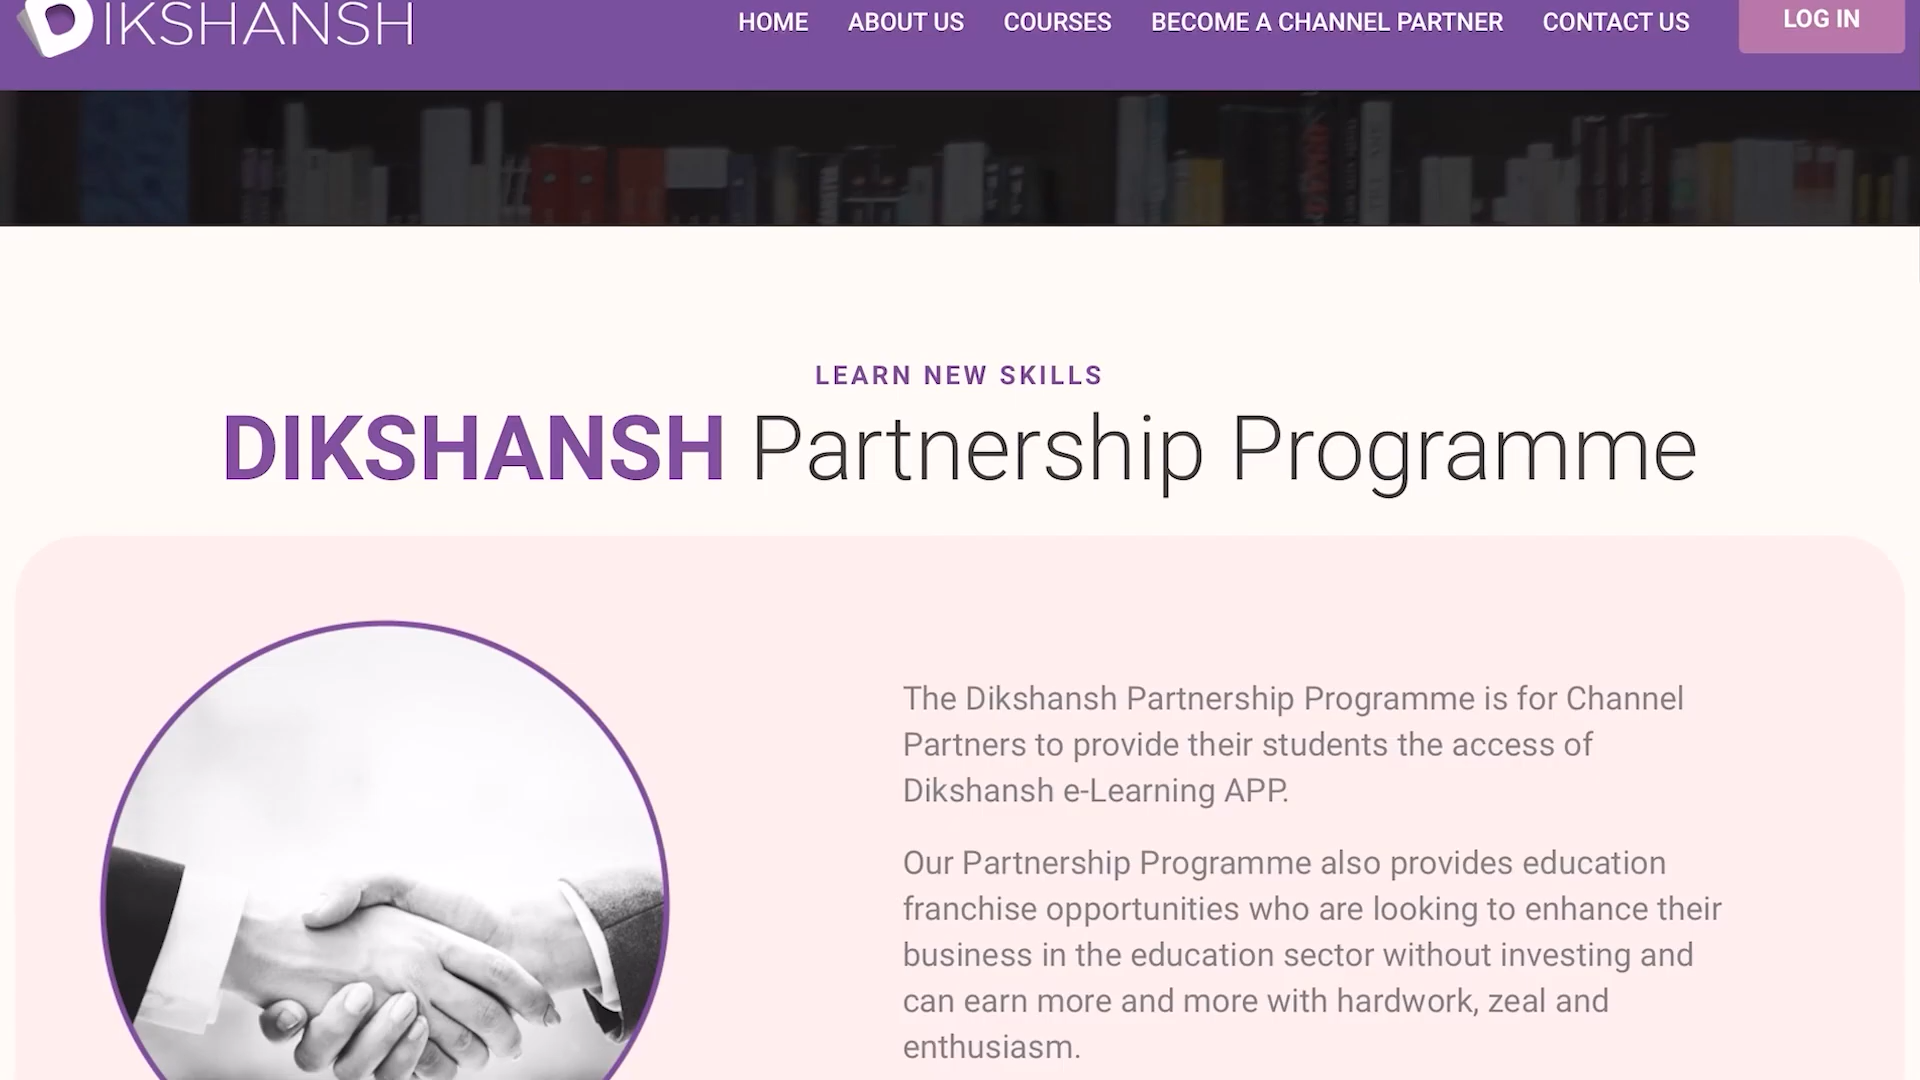 DIKSHANSH
HOME ABOUT US COURSES BECOME A CHANNEL PARTNER CONTACT US LOG IN
LEARN NEW SKILLS
DIKSHANSH Partnership Programme
The Dikshansh Partnership Programme is for Channel
Partners to provide their students the access of
Dikshansh e-Learning APP.
Our Partnership Programme also provides education
franchise opportunities who are looking to enhance their
business in the education sector without investing and
can earn more and more with hardwork, zeal and
enthusiasm.